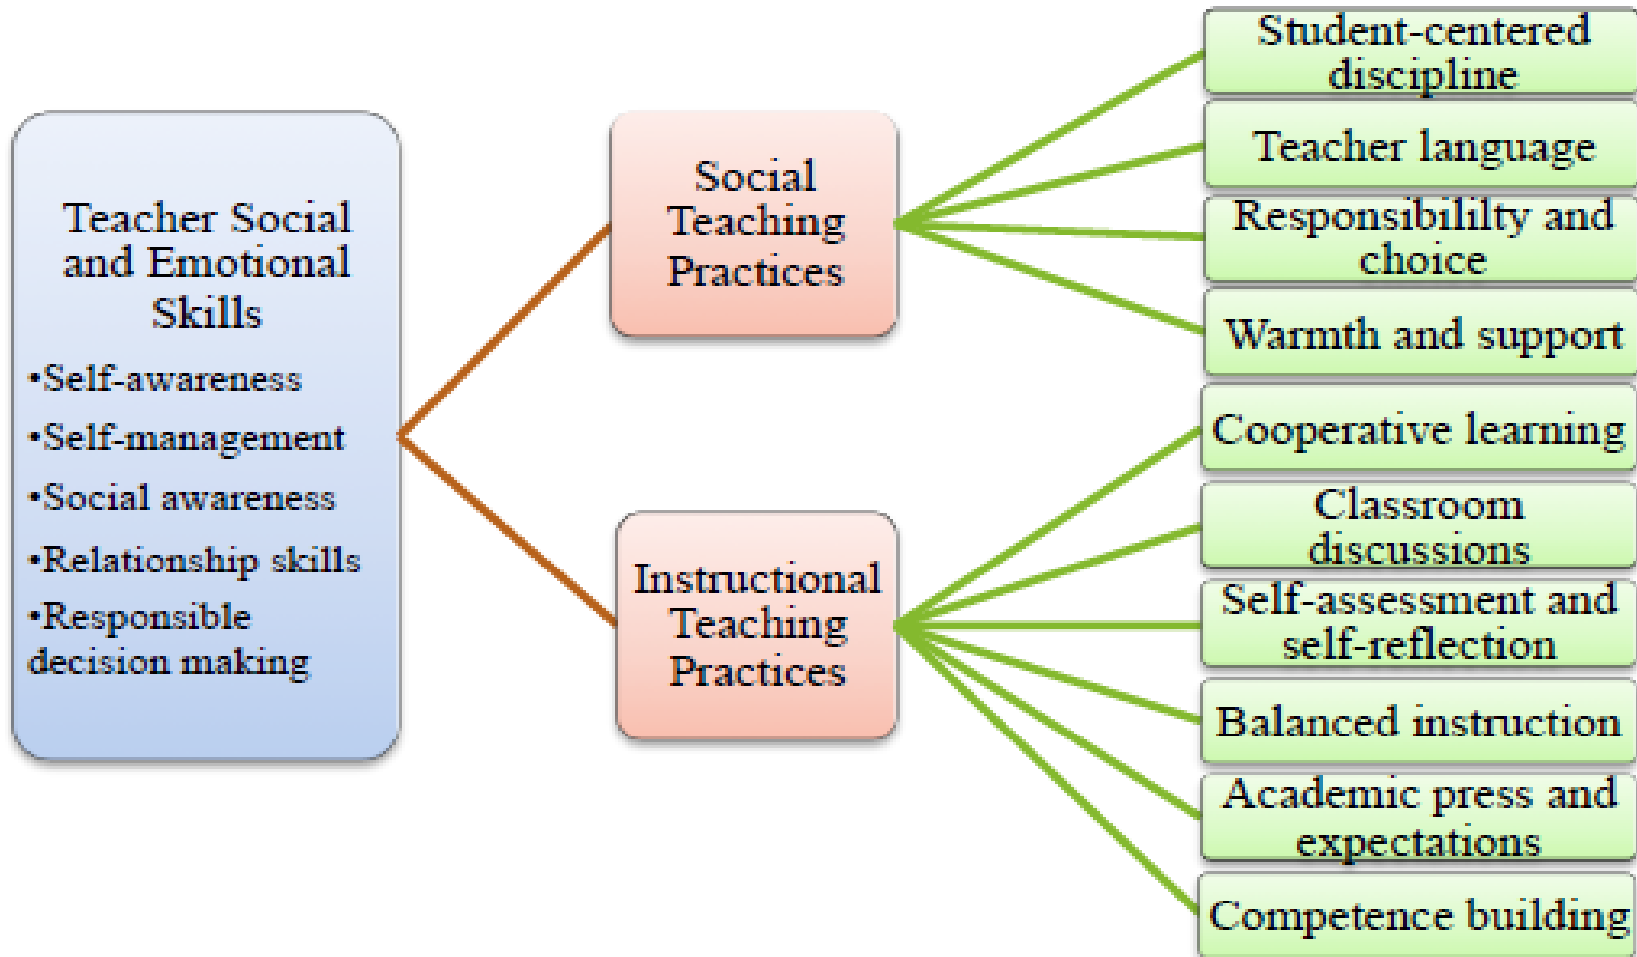 Teacher Social
and Emotional
Skills
•Self-awareness
•Self-management
•Social awareness
•Relationship skills
•Responsible
decision making
Social
Teaching
Practices
Instructional
Teaching
Practices
Student-centered
discipline
Teacher language
Responsibililty and
choice
Warmth and support
Cooperative learning
Classroom
discussions
Self-assessment and
self-reflection
Balanced instruction
Academic press and
expectations
Competence building